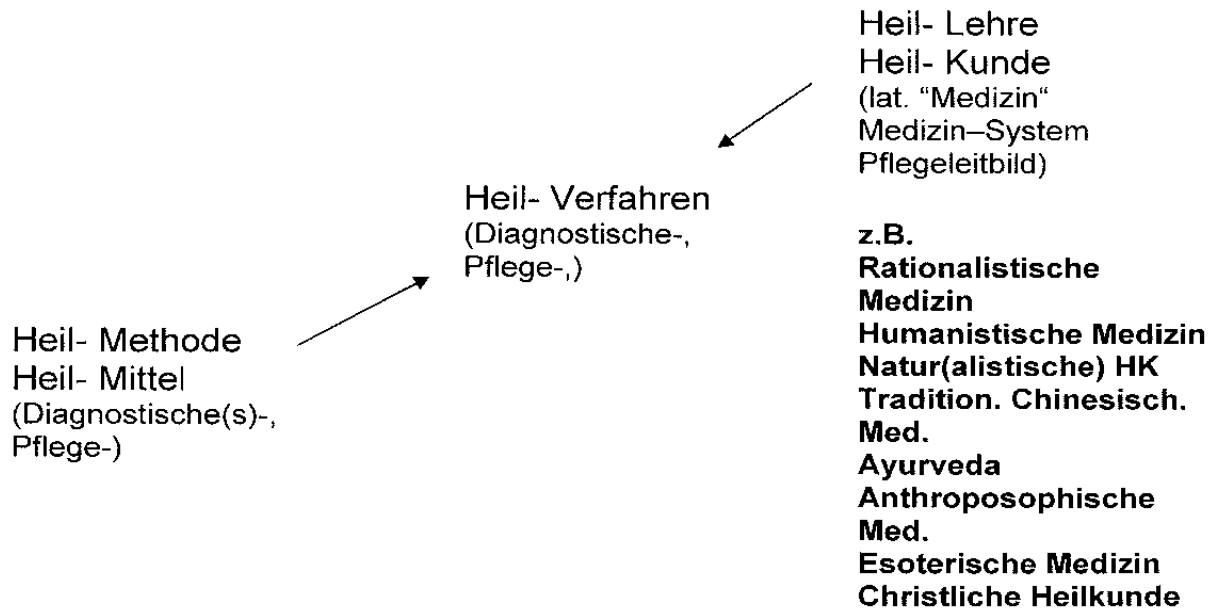 Heil- Lehre
Heil- Kunde
(lat. “Medizin“
Medizin–System
Pflegeleitbild)
Heil- Verfahren
(Diagnostische-,
Pflege-,)
z.B.
Rationalistische
Medizin
Humanistische Medizin
Natur(alistische) HK
Tradition. Chinesisch.
Med.
Ayurveda
Anthroposophische
Med.
Esoterische Medizin
Christliche Heilkunde
Heil- Methode
Heil- Mittel
(Diagnostische(s)-,
Pflege-)